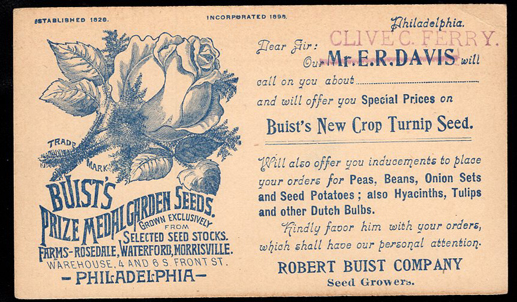 ESTABLISHED 1828.
INCORPORATED 1895.
TRADE
MARK
BUIST'S
PRIZE MEDAL GARDEN SEEDS.
GROWN EXCLUSIVELY
FROM
SELECTED SEED STOCKS.
FARMS-ROSEDALE, WATERFORD, MORRISVILLE.
WAREHOUSE, 4 AND 6 S. FRONT ST.
-PHILADELPHIA-
Philadelphia.
Dear Sir:
CLIVE C. FERRY.
Our Mr. E.R. DAVIS will
call on you about
and will offer you Special Prices on
Buist's New Crop Turnip Seed.
Will also offer you inducements to place
your orders for Peas, Beans, Onion Sets
and Seed Potatoes; also Hyacinths, Tulips
and other Dutch Bulbs.
Kindly favor him with your orders,
which shall have our personal attention.
ROBERT BUIST COMPANY
Seed Growers.